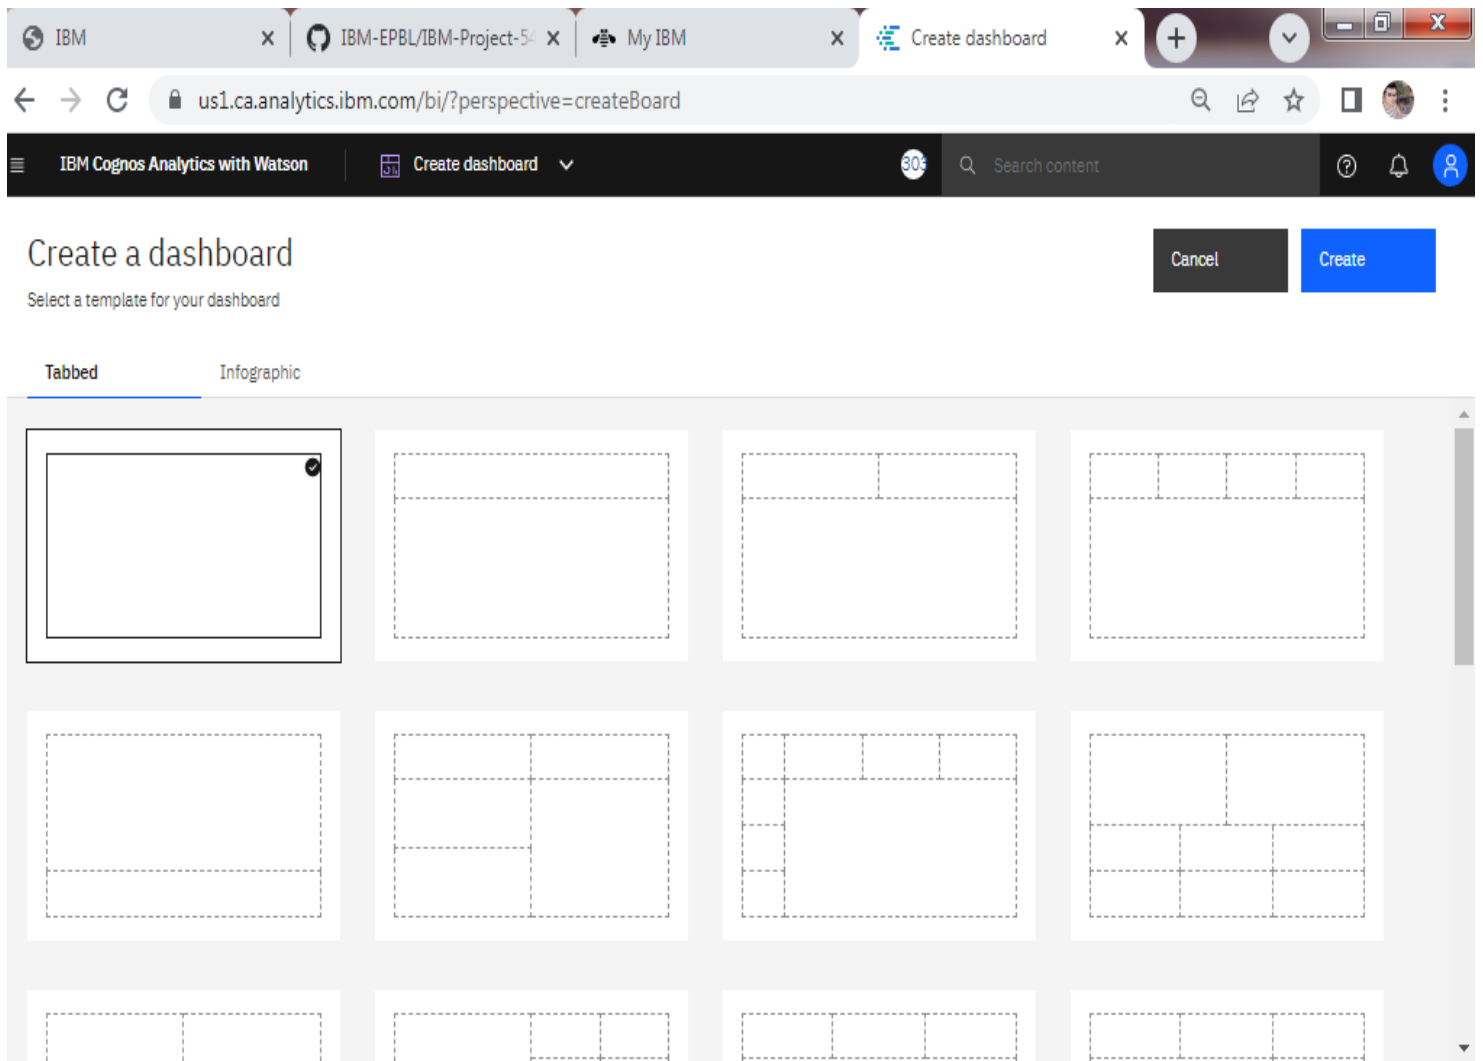 IBM
IBM-EPBL/IBM-Project-54
My IBM
Create dashboard
us1.ca.analytics.ibm.com/bi/?perspective=createBoard
IBM Cognos Analytics with Watson
Create dashboard
Search content
Create a dashboard
Cancel
Create
Select a template for your dashboard
Tabbed
Infographic